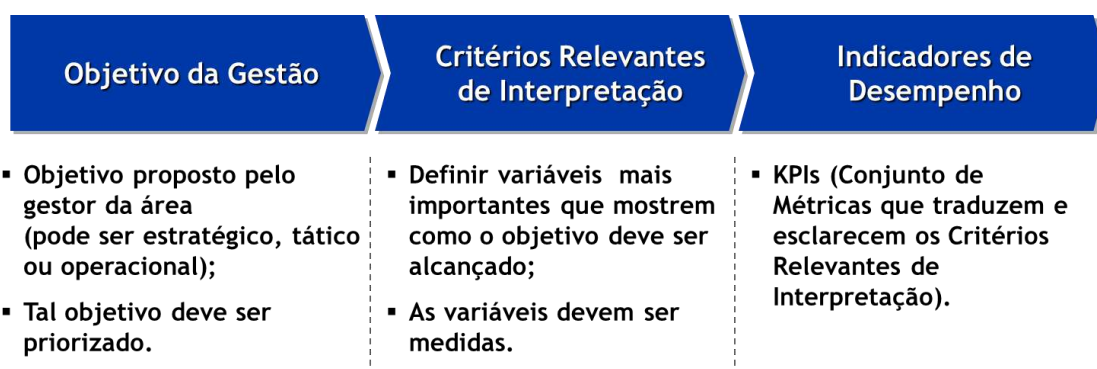 Objetivo da Gestão
Critérios Relevantes
de Interpretação
Indicadores de
Desempenho
▪ Objetivo proposto pelo
gestor da área
(pode ser estratégico, tático
ou operacional);
▪ Tal objetivo deve ser
priorizado.
▪ Definir variáveis mais
importantes que mostrem
como o objetivo deve ser
alcançado;
▪ As variáveis devem ser
medidas.
▪ KPIs (Conjunto de
Métricas que traduzem e
esclarecem os Critérios
Relevantes de
Interpretação).